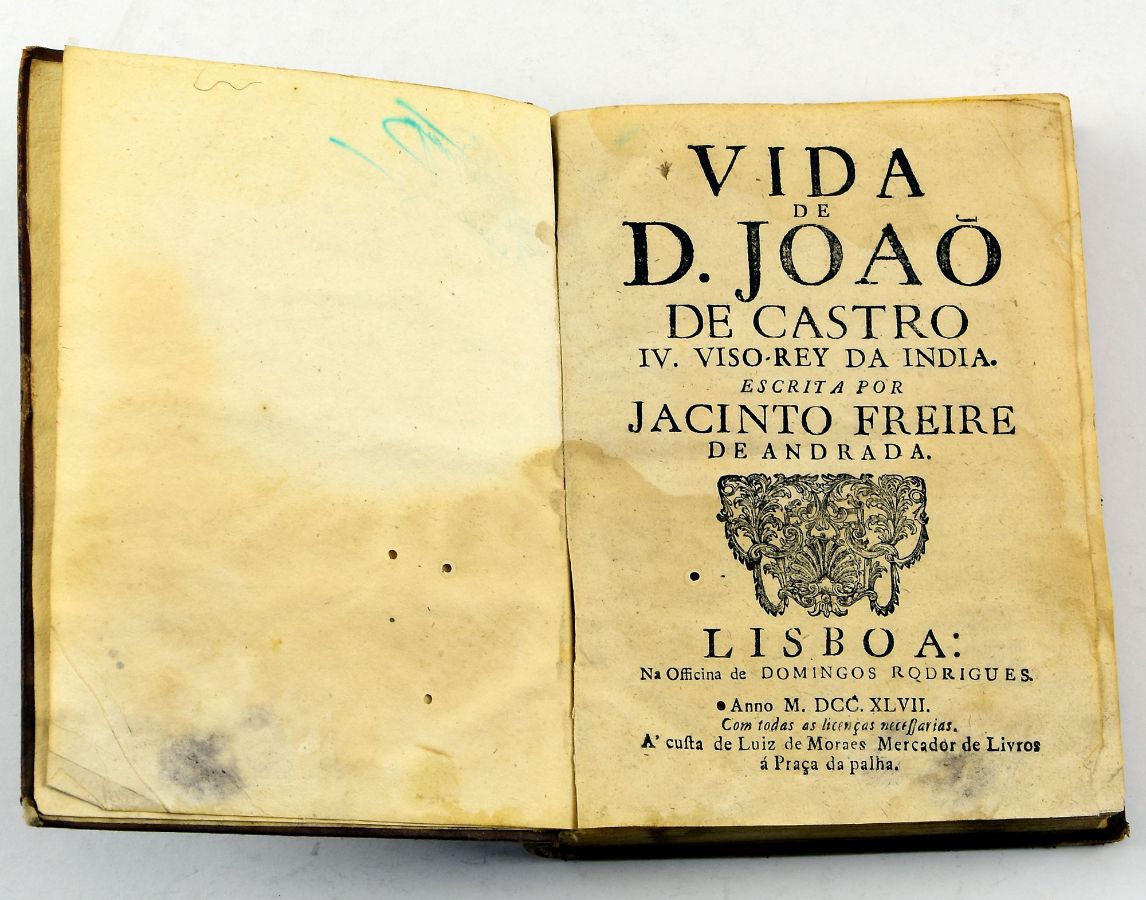 VIDA
DE
D. JOAÕ
DE CASTRO
IV. VISO-REY DA INDIA.
ESCRITA POR
JACINTO FREIRE
DE ANDRADA.
LISBOA:
Na Officina de DOMINGOS RODRIGUES.
Anno M. DCC. XLVII.
Com todas as licenças neceſſarias.
A' cuſta de Luiz de Moraes Mercador de Livros
á Praça da palha.